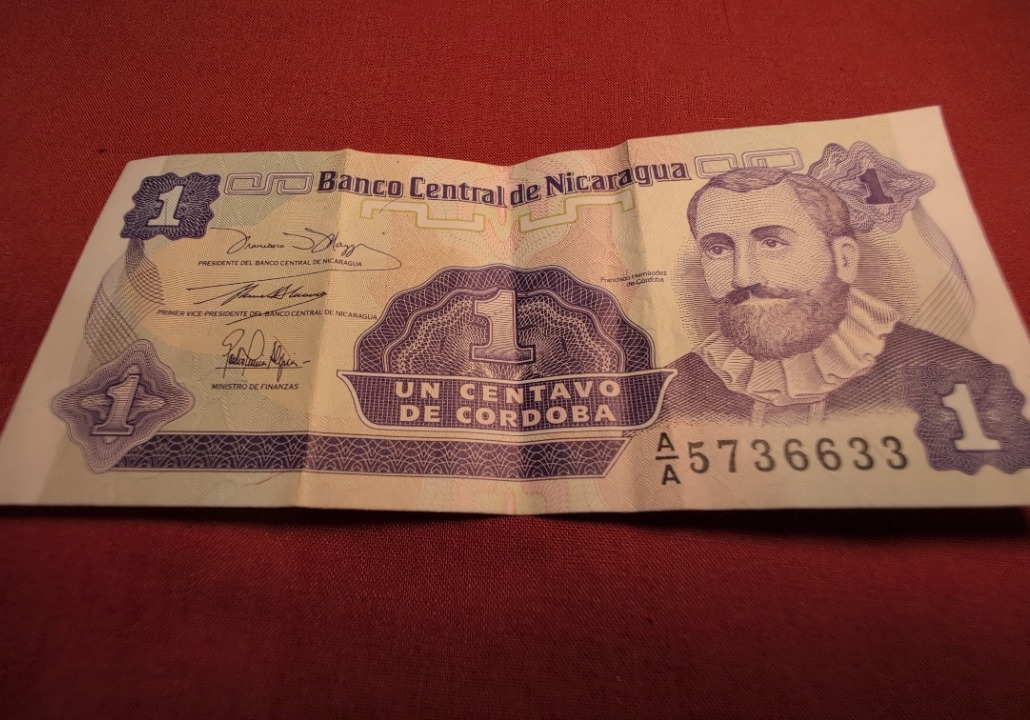 1
Banco Central de Nicaragua
1
PRESIDENTE DEL BANCO CENTRAL DE NICARAGUA
PRIMER VICE-PRESIDENTE DEL BANCO CENTRAL DE NICARAGUA
MINISTRO DE FINANZAS
Francisco Hernández
de Córdoba
1
UN CENTAVO
DE CORDOBA
1
1
A/A 5736633